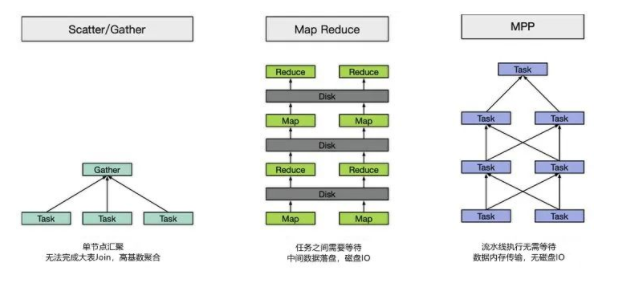 Scatter/Gather
Map Reduce
MPP
Gather
Task Task Task
单节点汇聚
无法完成大表Join，高基数聚合
Reduce Reduce
Disk
Map Map
Disk
Reduce Reduce
Disk
Map Map
任务之间需要等待
中间数据落盘，磁盘IO
Task
Task Task
Task Task
Task Task
流水线执行无需等待
数据内存传输，无磁盘IO